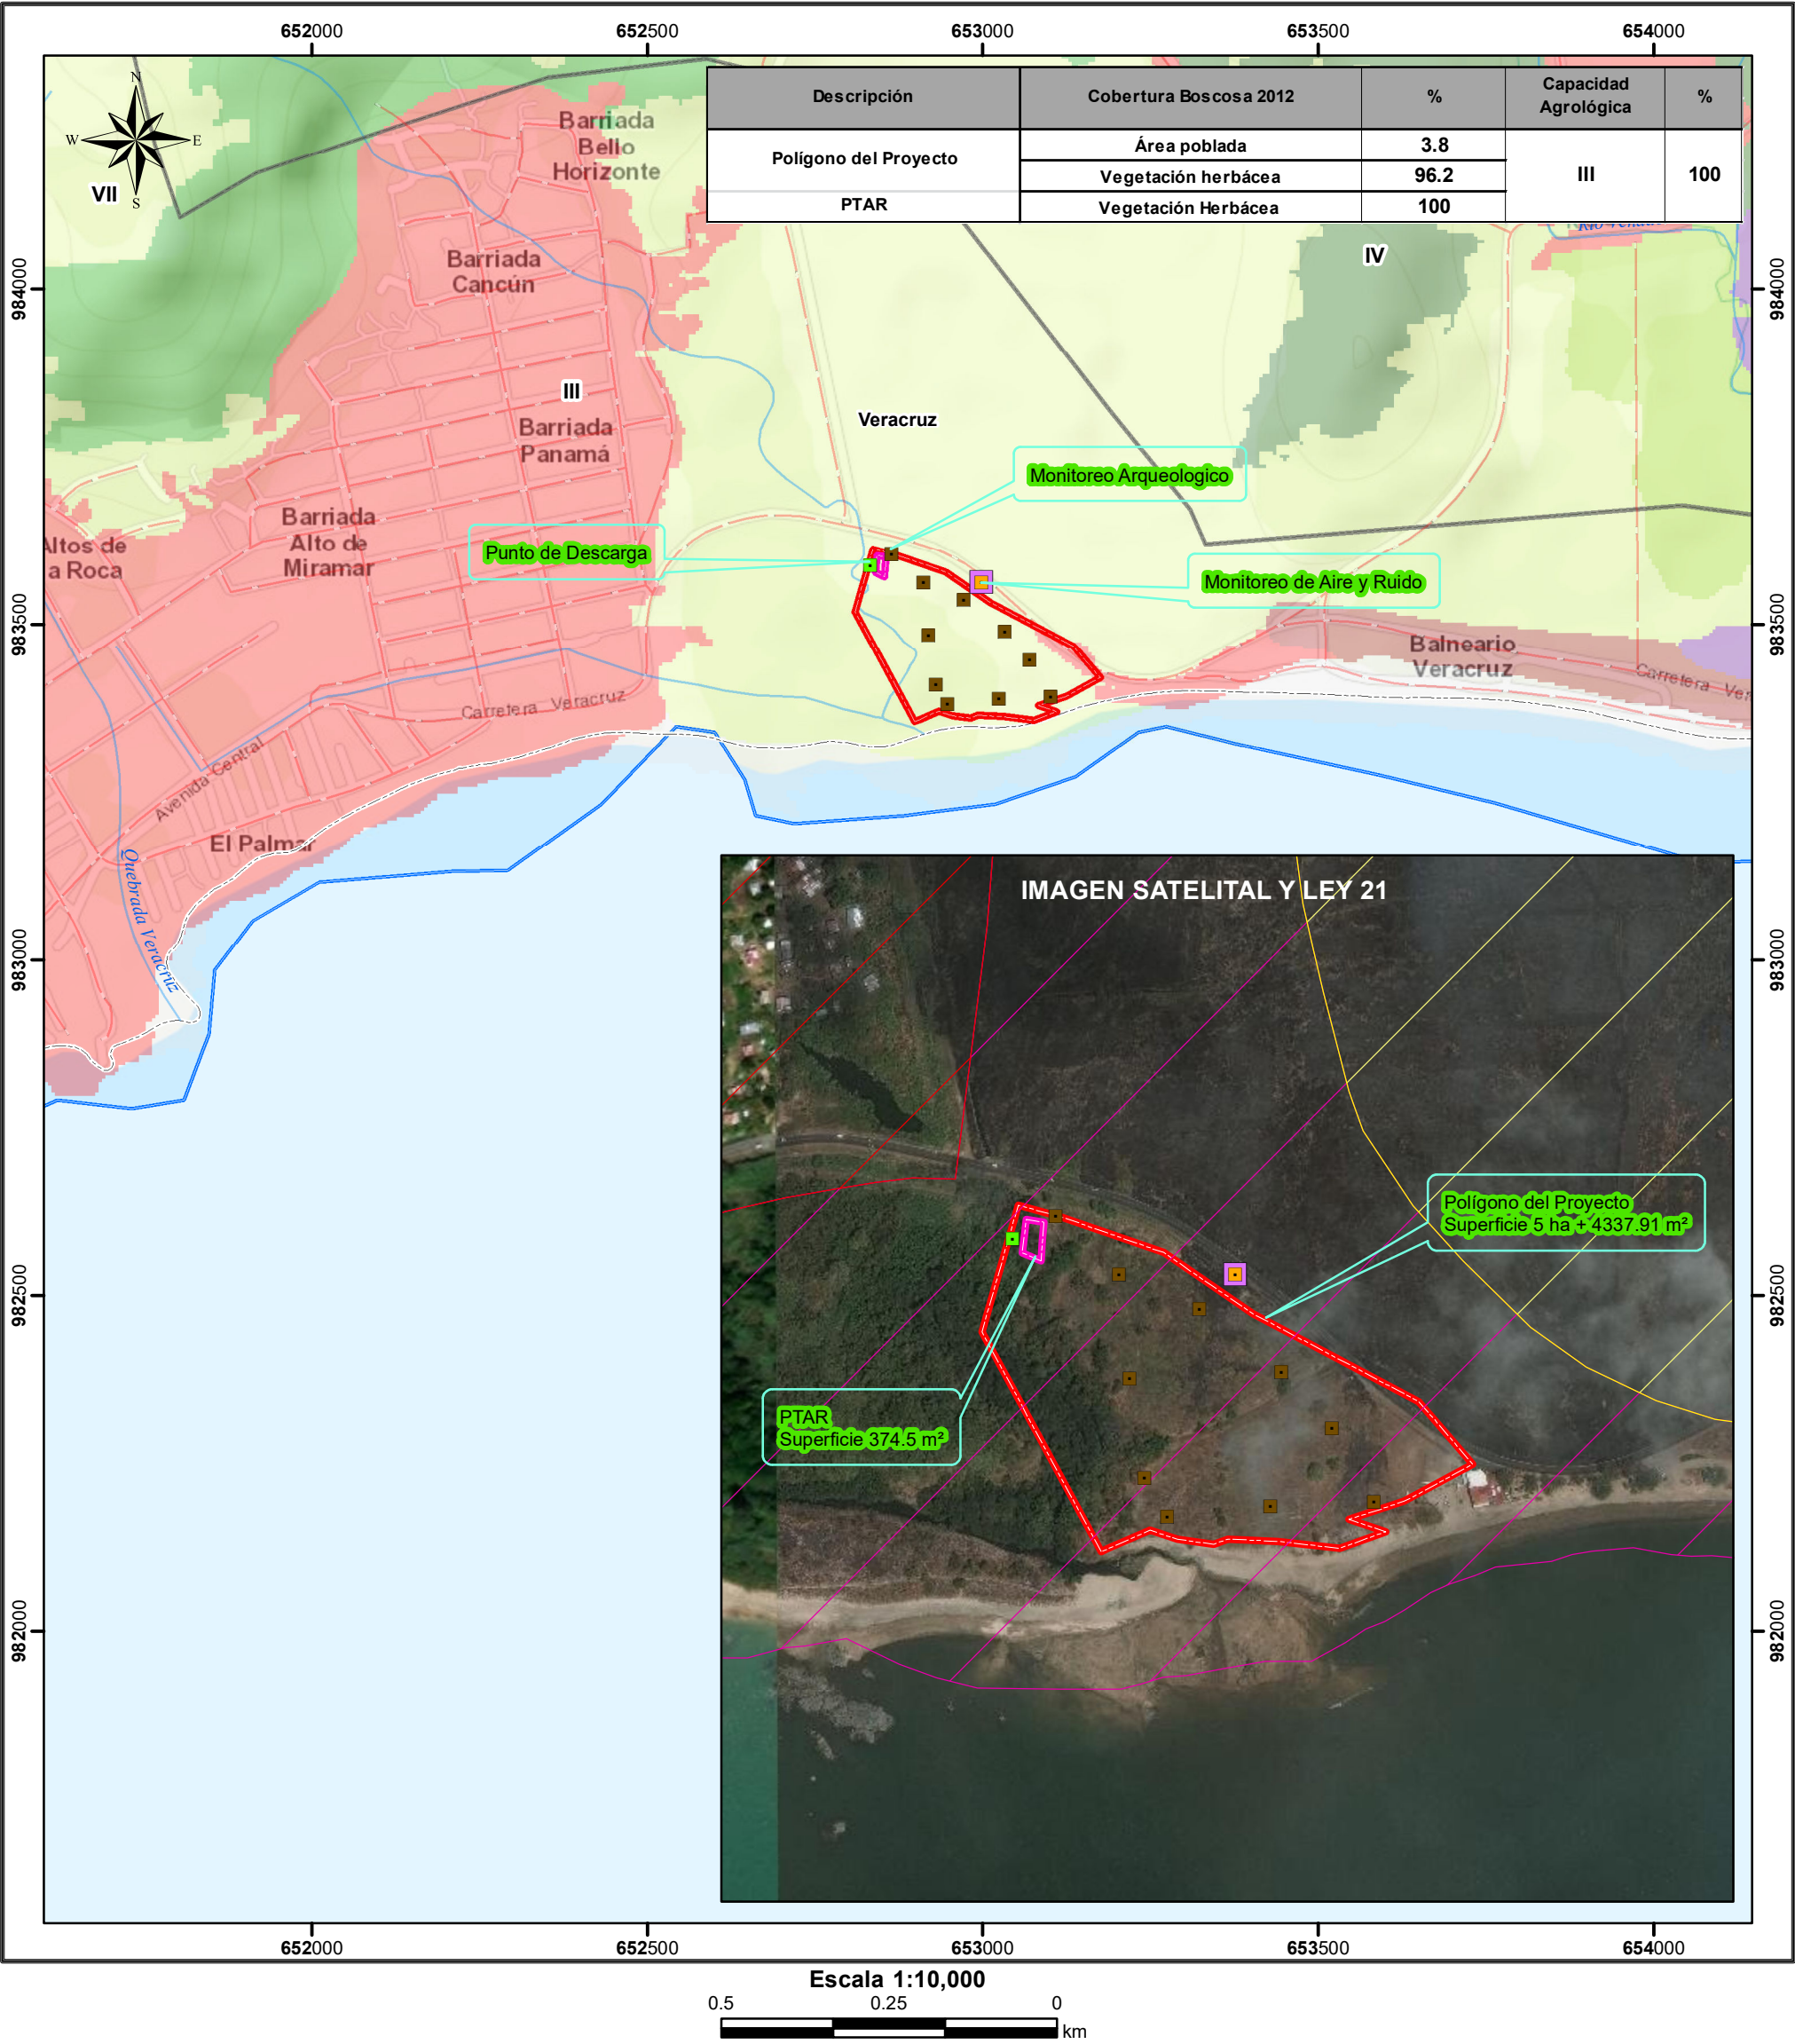 652000 652500 653000 653500 654000
N
W E
S
VII
Descripción Cobertura Boscosa 2012 % Capacidad Agrológica %
Polígono del Proyecto Área poblada 3.8 III 100
Vegetación herbácea 96.2
PTAR Vegetación Herbácea 100
Barriada
Bello
Horizonte
IV
Barriada
Cancún
984000 984000
III
Veracruz
Barriada
Panamá
Monitoreo Arqueologico
Barriada
Alto de
Miramar
Altos de
a Roca
Punto de Descarga
Monitoreo de Aire y Ruido
983500 983500
Balneario
Veracruz
Carretera
Carretera Veracruz
Avenida Central
El Palmar
Quebrada Veracruz
IMAGEN SATELITAL Y LEY 21
983000 983000
Polígono del Proyecto
Superficie 5 ha + 4337.91 m²
982500 982500
PTAR
Superficie 374.5 m²
982000 982000
652000 652500 653000 653500 654000
Escala 1:10,000
0.5 0.25 0
km